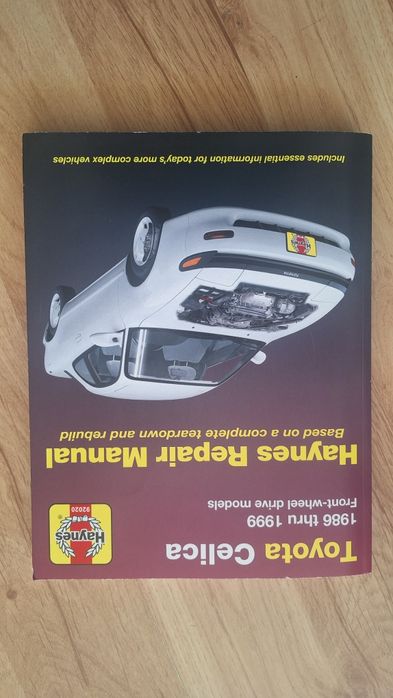 Toyota Celica
1986 thru 1999
Front-wheel drive models
Haynes
92020
Haynes Repair Manual
Based on a complete teardown and rebuild
Haynes
Includes essential information for today's more complex vehicles